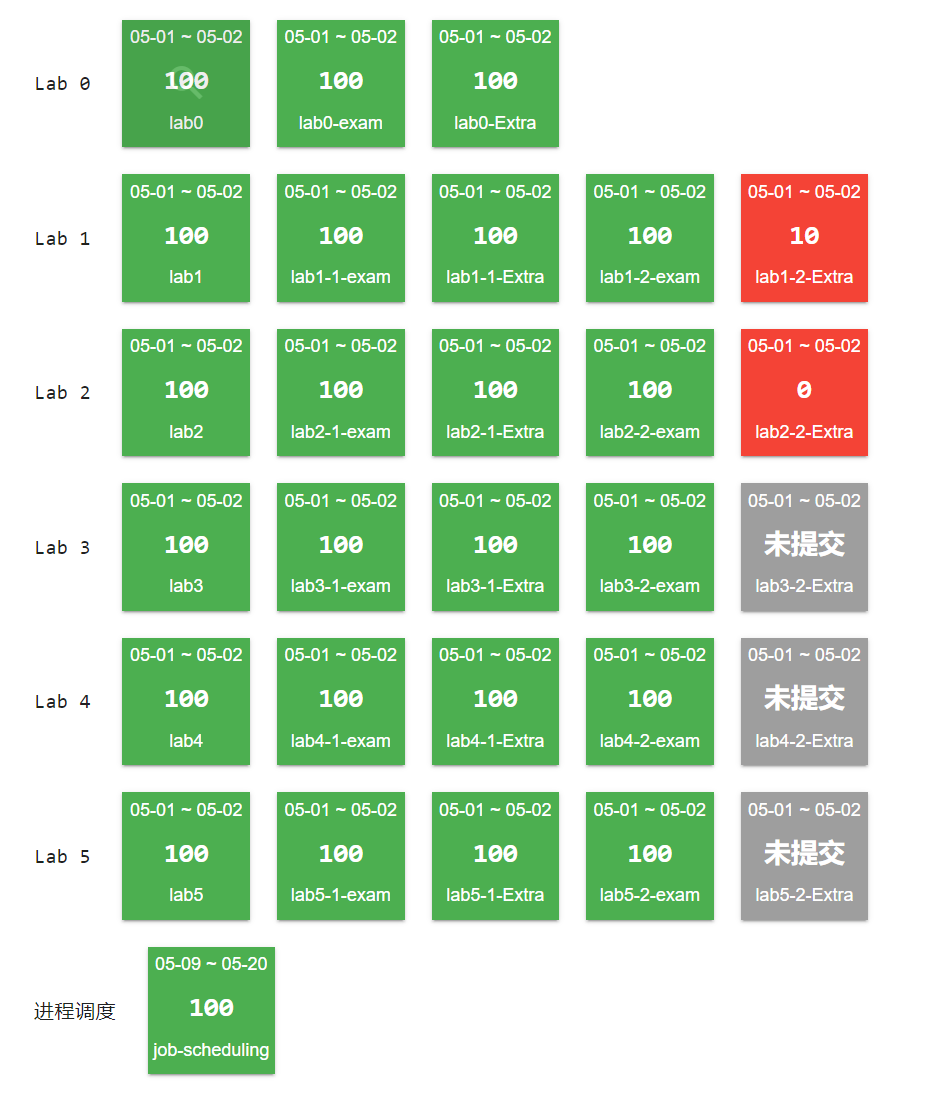 05-01 ~ 05-02 05-01 ~ 05-02 05-01 ~ 05-02
Lab 0 100 100 100
lab0 lab0-exam lab0-Extra
05-01 ~ 05-02 05-01 ~ 05-02 05-01 ~ 05-02 05-01 ~ 05-02 05-01 ~ 05-02
Lab 1 100 100 100 100 10
lab1 lab1-1-exam lab1-1-Extra lab1-2-exam lab1-2-Extra
05-01 ~ 05-02 05-01 ~ 05-02 05-01 ~ 05-02 05-01 ~ 05-02 05-01 ~ 05-02
Lab 2 100 100 100 100 0
lab2 lab2-1-exam lab2-1-Extra lab2-2-exam lab2-2-Extra
05-01 ~ 05-02 05-01 ~ 05-02 05-01 ~ 05-02 05-01 ~ 05-02 05-01 ~ 05-02
Lab 3 100 100 100 100 未提交
lab3 lab3-1-exam lab3-1-Extra lab3-2-exam lab3-2-Extra
05-01 ~ 05-02 05-01 ~ 05-02 05-01 ~ 05-02 05-01 ~ 05-02 05-01 ~ 05-02
Lab 4 100 100 100 100 未提交
lab4 lab4-1-exam lab4-1-Extra lab4-2-exam lab4-2-Extra
05-01 ~ 05-02 05-01 ~ 05-02 05-01 ~ 05-02 05-01 ~ 05-02 05-01 ~ 05-02
Lab 5 100 100 100 100 未提交
lab5 lab5-1-exam lab5-1-Extra lab5-2-exam lab5-2-Extra
05-09 ~ 05-20
进程调度 100
job-scheduling